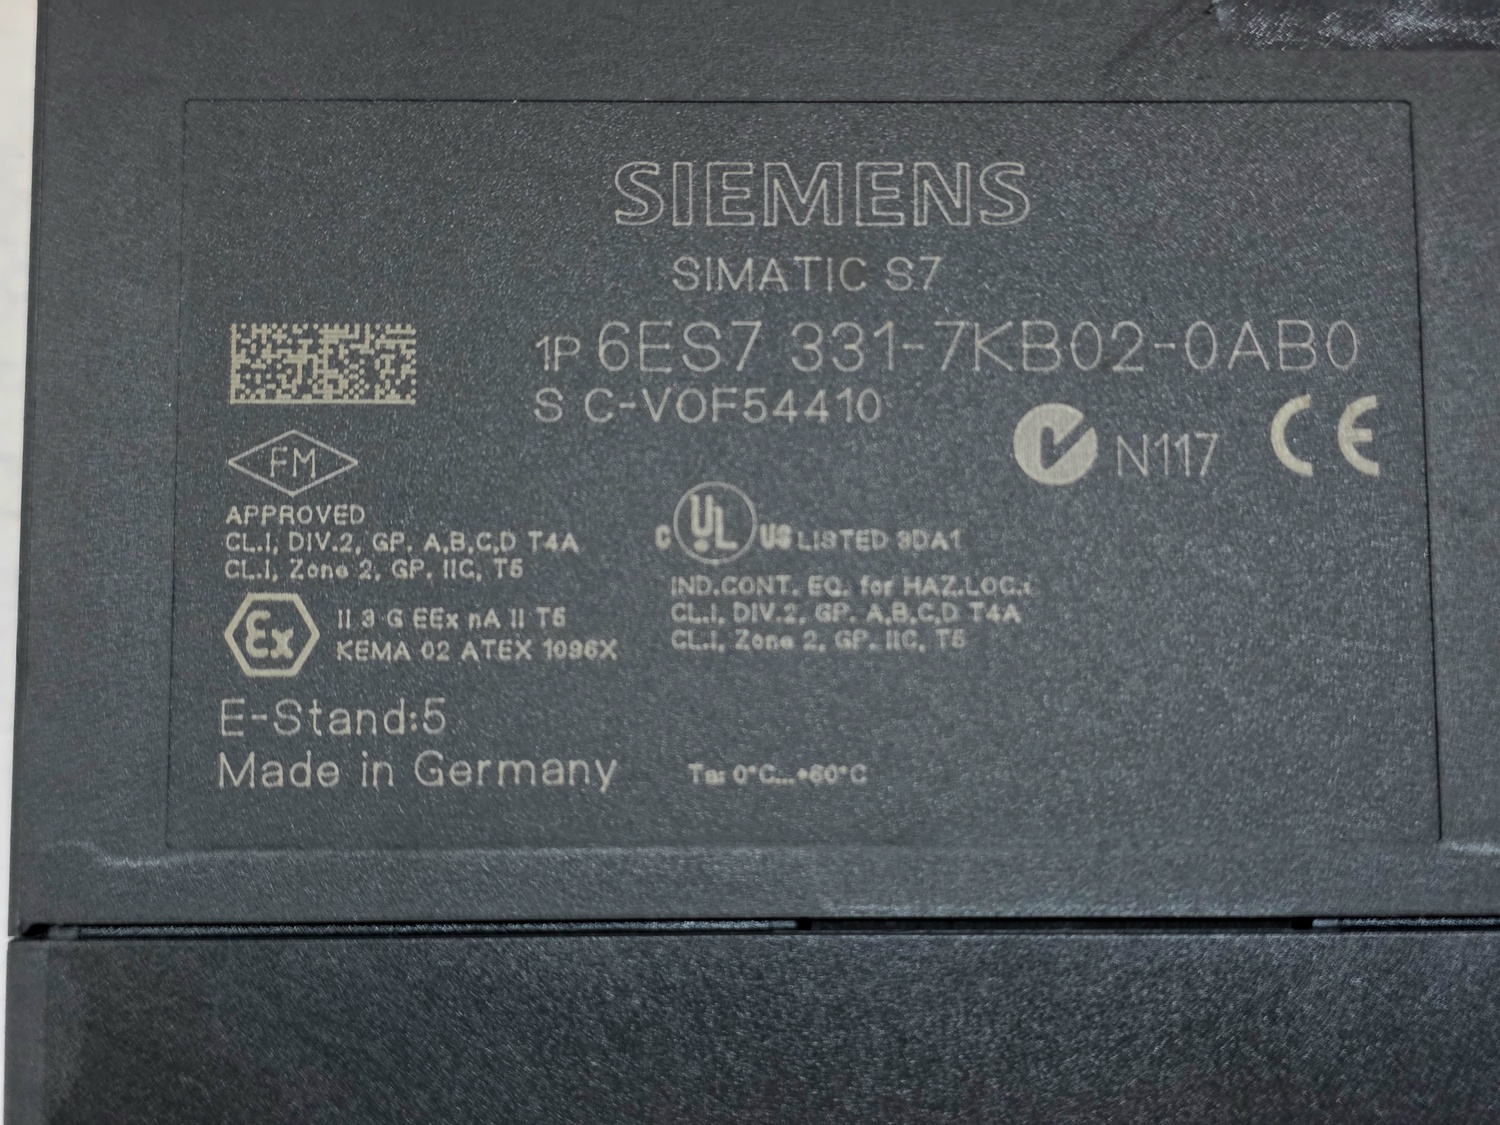 SIEMENS
SIMATIC S7
1P 6ES7 331-7KB02-0AB0
S C-V0F54410
N117 CE
FM
APPROVED
CL.I, DIV.2, GP. A,B,C,D T4A
CL.I, Zone 2, GP. IIC, T5
C UL US LISTED 9DA1
IND.CONT. EQ. for HAZ.LOC.:
CL.I, DIV.2, GP. A,B,C,D T4A
CL.I, Zone 2, GP. IIC, T5
Ex
II 3 G EEx nA II T5
KEMA 02 ATEX 1096X
E-Stand:5
Made in Germany
Ta: 0°C...+60°C